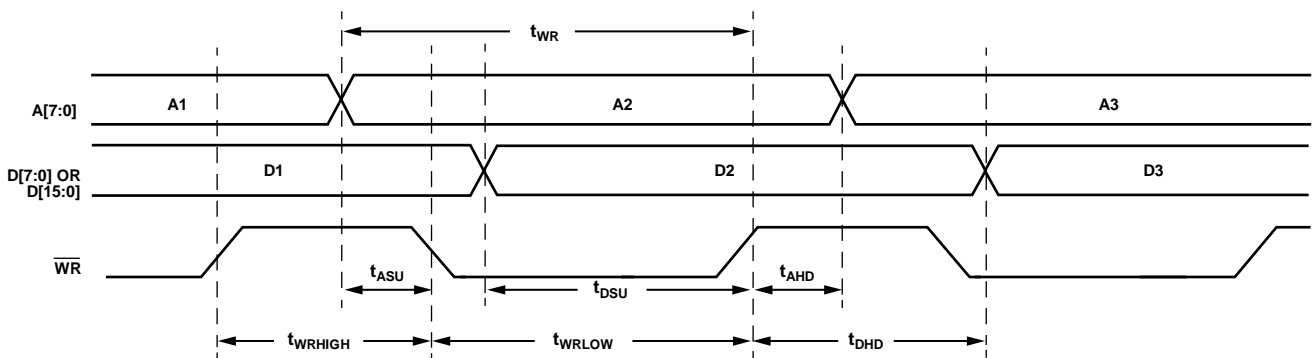 tWR
A[7:0] A1 A2 A3
D[7:0] OR
D[15:0]
D1 D2 D3
WR
tASU tDSU tAHD
tWRHIGH tWRLOW tDHD